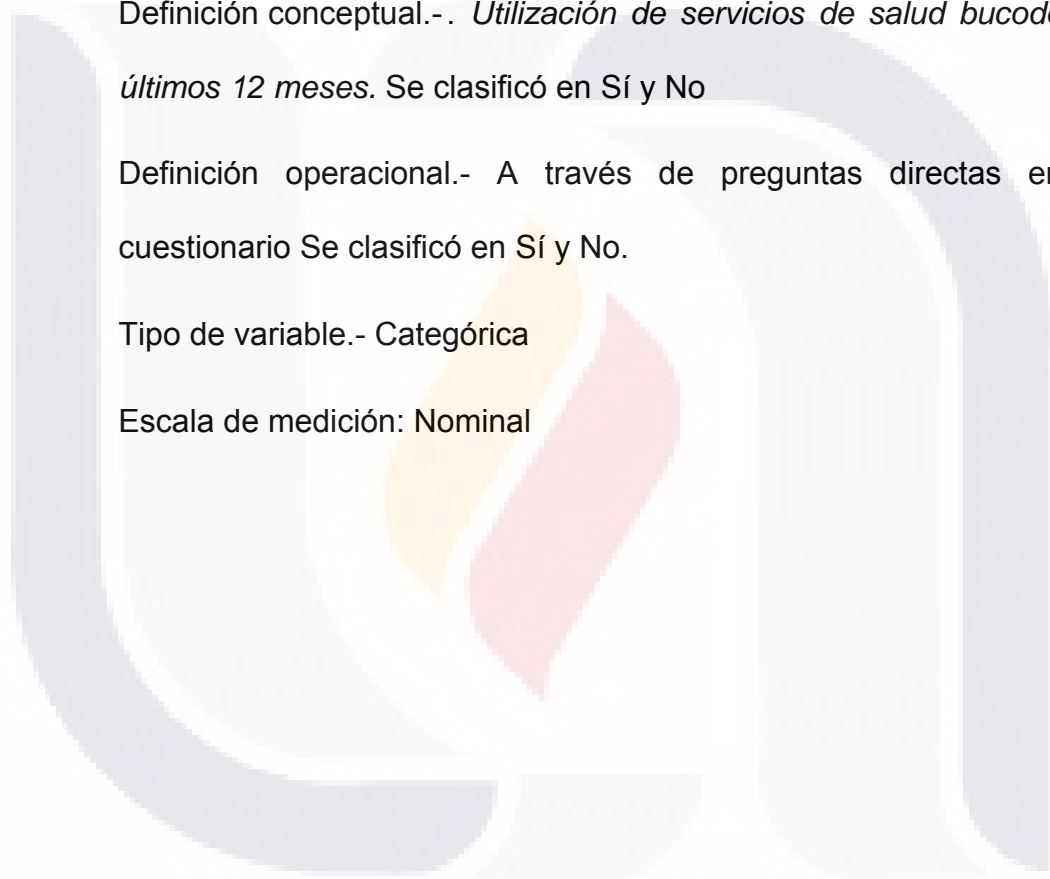 Definición conceptual.-. Utilización de servicios de salud
últimos 12 meses. Se clasificó en Sí y No
Definición operacional.- A través de preguntas directas
cuestionario Se clasificó en Sí y No.
Tipo de variable.- Categórica
Escala de medición: Nominal